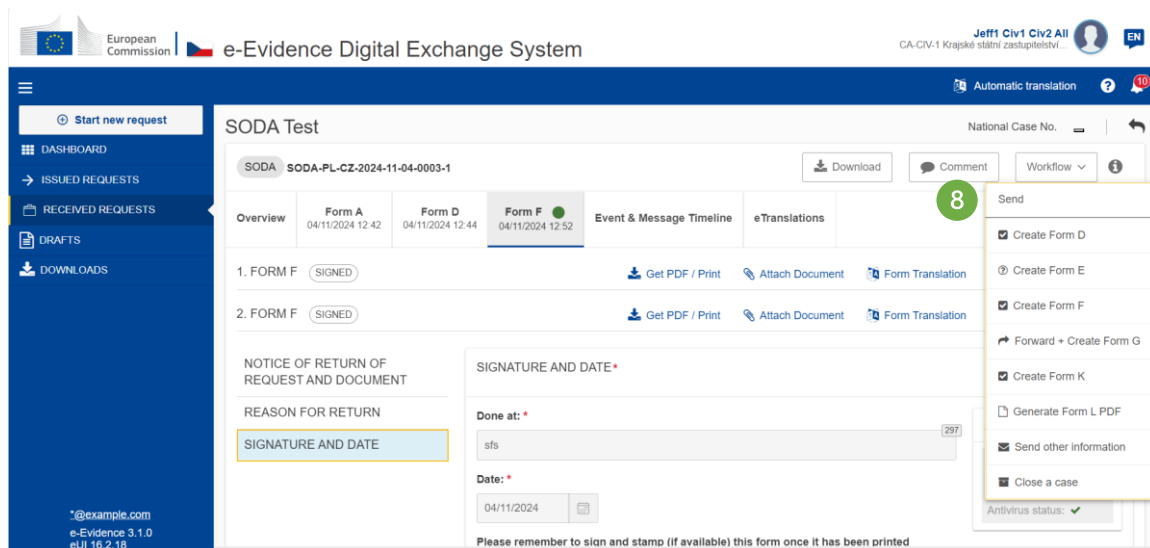 European
Commission
e-Evidence Digital Exchange System
Jeff1 Civ1 Civ2 All
CA-CIV-1 Krajské státní zastupitelství...
EN
Automatic translation
10
Start new request
DASHBOARD
ISSUED REQUESTS
RECEIVED REQUESTS
DRAFTS
DOWNLOADS
*@example.com
e-Evidence 3.1.0
eUI 16.2.18
SODA Test
National Case No.
SODA SODA-PL-CZ-2024-11-04-0003-1
Download
Comment
Workflow
Overview
Form A
04/11/2024 12:42
Form D
04/11/2024 12:44
Form F
04/11/2024 12:52
Event & Message Timeline
eTranslations
1. FORM F SIGNED Get PDF / Print Attach Document Form Translation
2. FORM F SIGNED Get PDF / Print Attach Document Form Translation
NOTICE OF RETURN OF
REQUEST AND DOCUMENT
REASON FOR RETURN
SIGNATURE AND DATE
SIGNATURE AND DATE*
Done at: *
297
sfs
Date: *
04/11/2024
Please remember to sign and stamp (if available) this form once it has been printed
8
Send
Create Form D
Create Form E
Create Form F
Forward + Create Form G
Create Form K
Generate Form L PDF
Send other information
Close a case
Antivirus status: